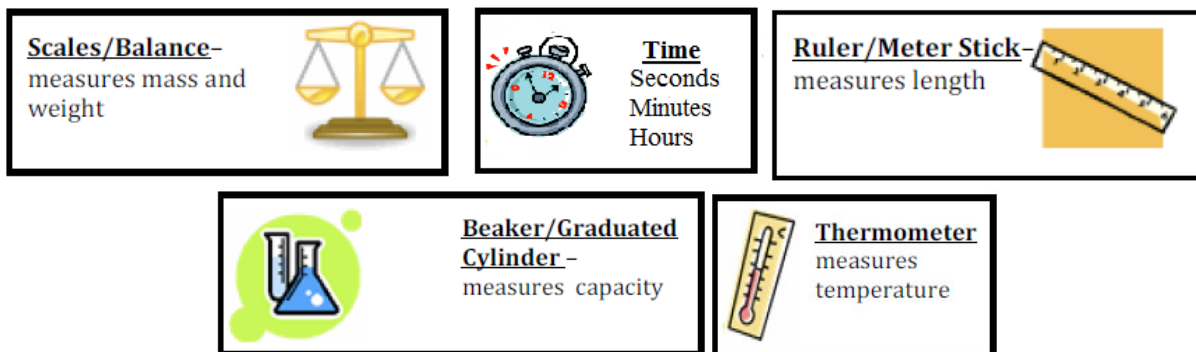 Scales/Balance–
measures mass and
weight
Time
Seconds
Minutes
Hours
Ruler/Meter Stick–
measures length
Beaker/Graduated
Cylinder –
measures capacity
Thermometer
measures
temperature